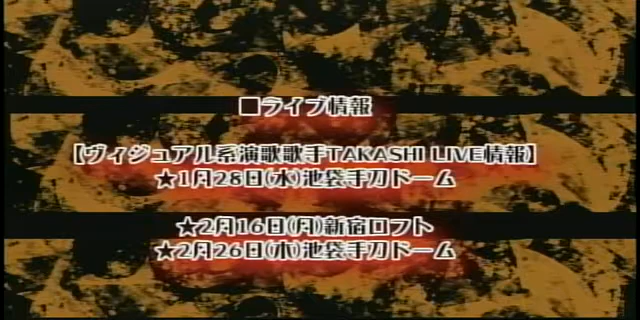 ■ライブ情報
【ヴィジュアル系演歌歌手TAKASHI LIVE情報】
★1月28日(水)池袋手刀ドーム
★2月16日(月)新宿ロフト
★2月26日(木)池袋手刀ドーム